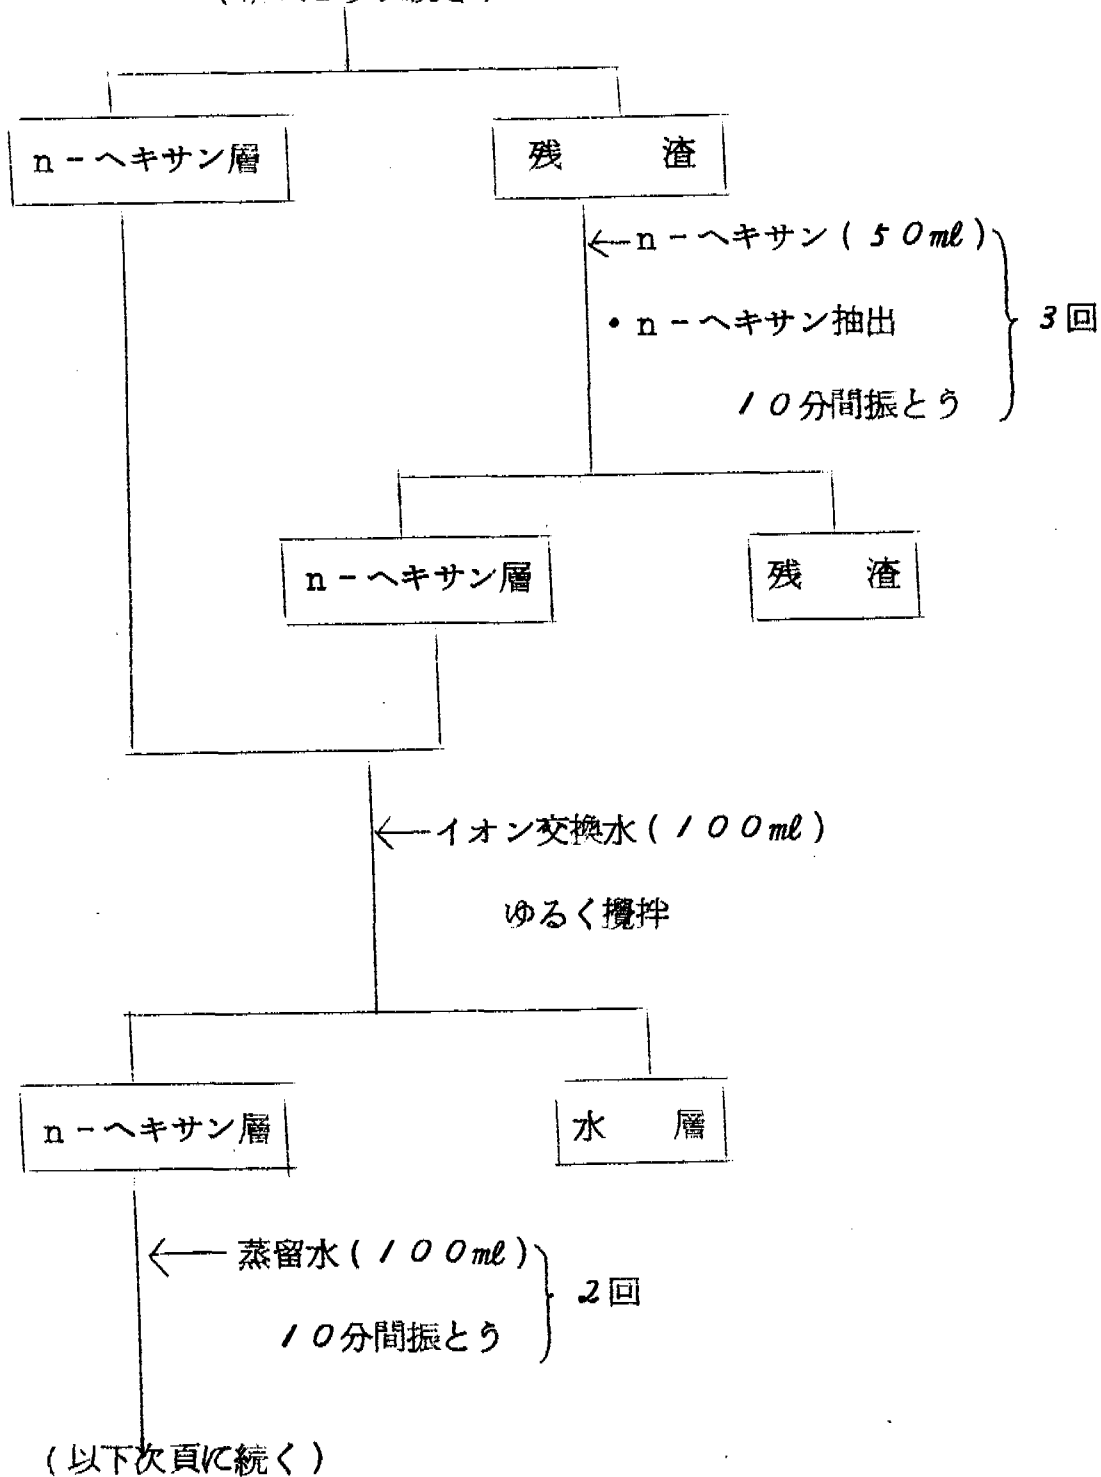 n-ヘキサン層
残 渣
←n-ヘキサン(50ml)
・n-ヘキサン抽出
3回
10分間振とう
n-ヘキサン層
残 渣
←イオン交換水(100ml)
ゆるく攪拌
n-ヘキサン層
水 層
←蒸留水(100ml)
2回
10分間振とう
(以下次頁に続く)